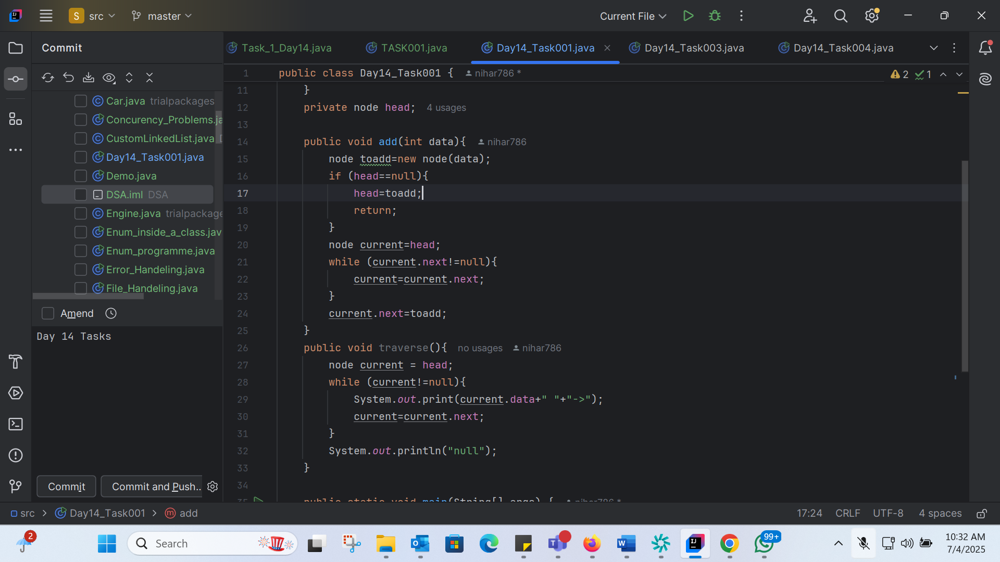 S src master Current File
Commit
Task_1_Day14.java TASK001.java Day14_Task001.java Day14_Task003.java Day14_Task004.java
1 public class Day14_Task001 { nihar786 * 2 1
Car.java trialpackages
Concurency_Problems.ja
CustomLinkedList.java
Day14_Task001.java
Demo.java
DSA.iml DSA
Engine.java trialpackage
Enum_inside_a_class.jav
Enum_programme.java
Error_Handeling.java
File_Handeling.java
Amend
Day 14 Tasks
Commit Commit and Push..
11 }
12 private node head; 4 usages
13
14 public void add(int data){ nihar786
15 node toadd=new node(data);
16 if (head==null){
17 head=toadd;
18 return;
19 }
20 node current=head;
21 while (current.next!=null){
22 current=current.next;
23 }
24 current.next=toadd;
25 }
26 public void traverse(){ no usages nihar786
27 node current = head;
28 while (current!=null){
29 System.out.print(current.data+" "+"->");
30 current=current.next;
31 }
32 System.out.println("null");
33 }
34
35 public static void main(String[] args) { nihar786 *
src > Day14_Task001 > m add
17:24 CRLF UTF-8 4 spaces
2 Search 99+
10:32 AM
7/4/2025